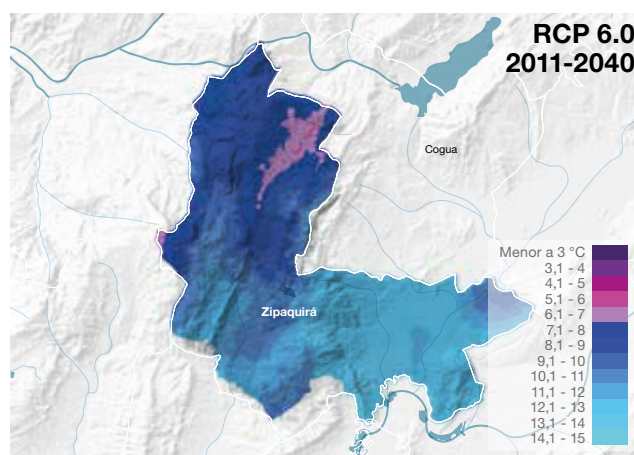 RCP 6.0
2011-2040
Cogua
Zipaquirá
Menor a 3 °C
3,1 - 4
4,1 - 5
5,1 - 6
6,1 - 7
7,1 - 8
8,1 - 9
9,1 - 10
10,1 - 11
11,1 - 12
12,1 - 13
13,1 - 14
14,1 - 15